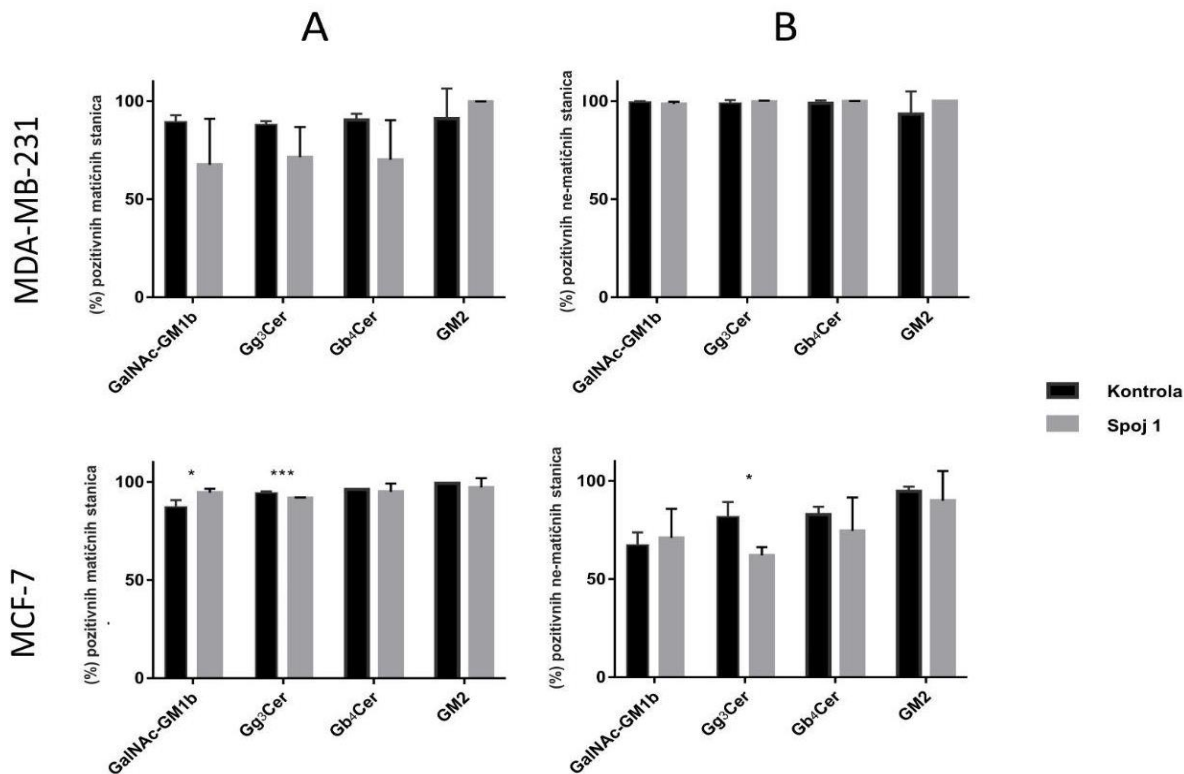 A
B
MDA-MB-231
(%) pozitivnih matičnih stanica
100
50
0
GalNAc-GM1b
Gg3Cer
Gb4Cer
GM2
(%) pozitivnih ne-matičnih stanica
100
50
0
GalNAc-GM1b
Gg3Cer
Gb4Cer
GM2
Kontrola
Spoj 1
MCF-7
(%) pozitivnih matičnih stanica
100
50
0
*
***
GalNAc-GM1b
Gg3Cer
Gb4Cer
GM2
(%) pozitivnih ne-matičnih stanica
100
50
0
*
GalNAc-GM1b
Gg3Cer
Gb4Cer
GM2